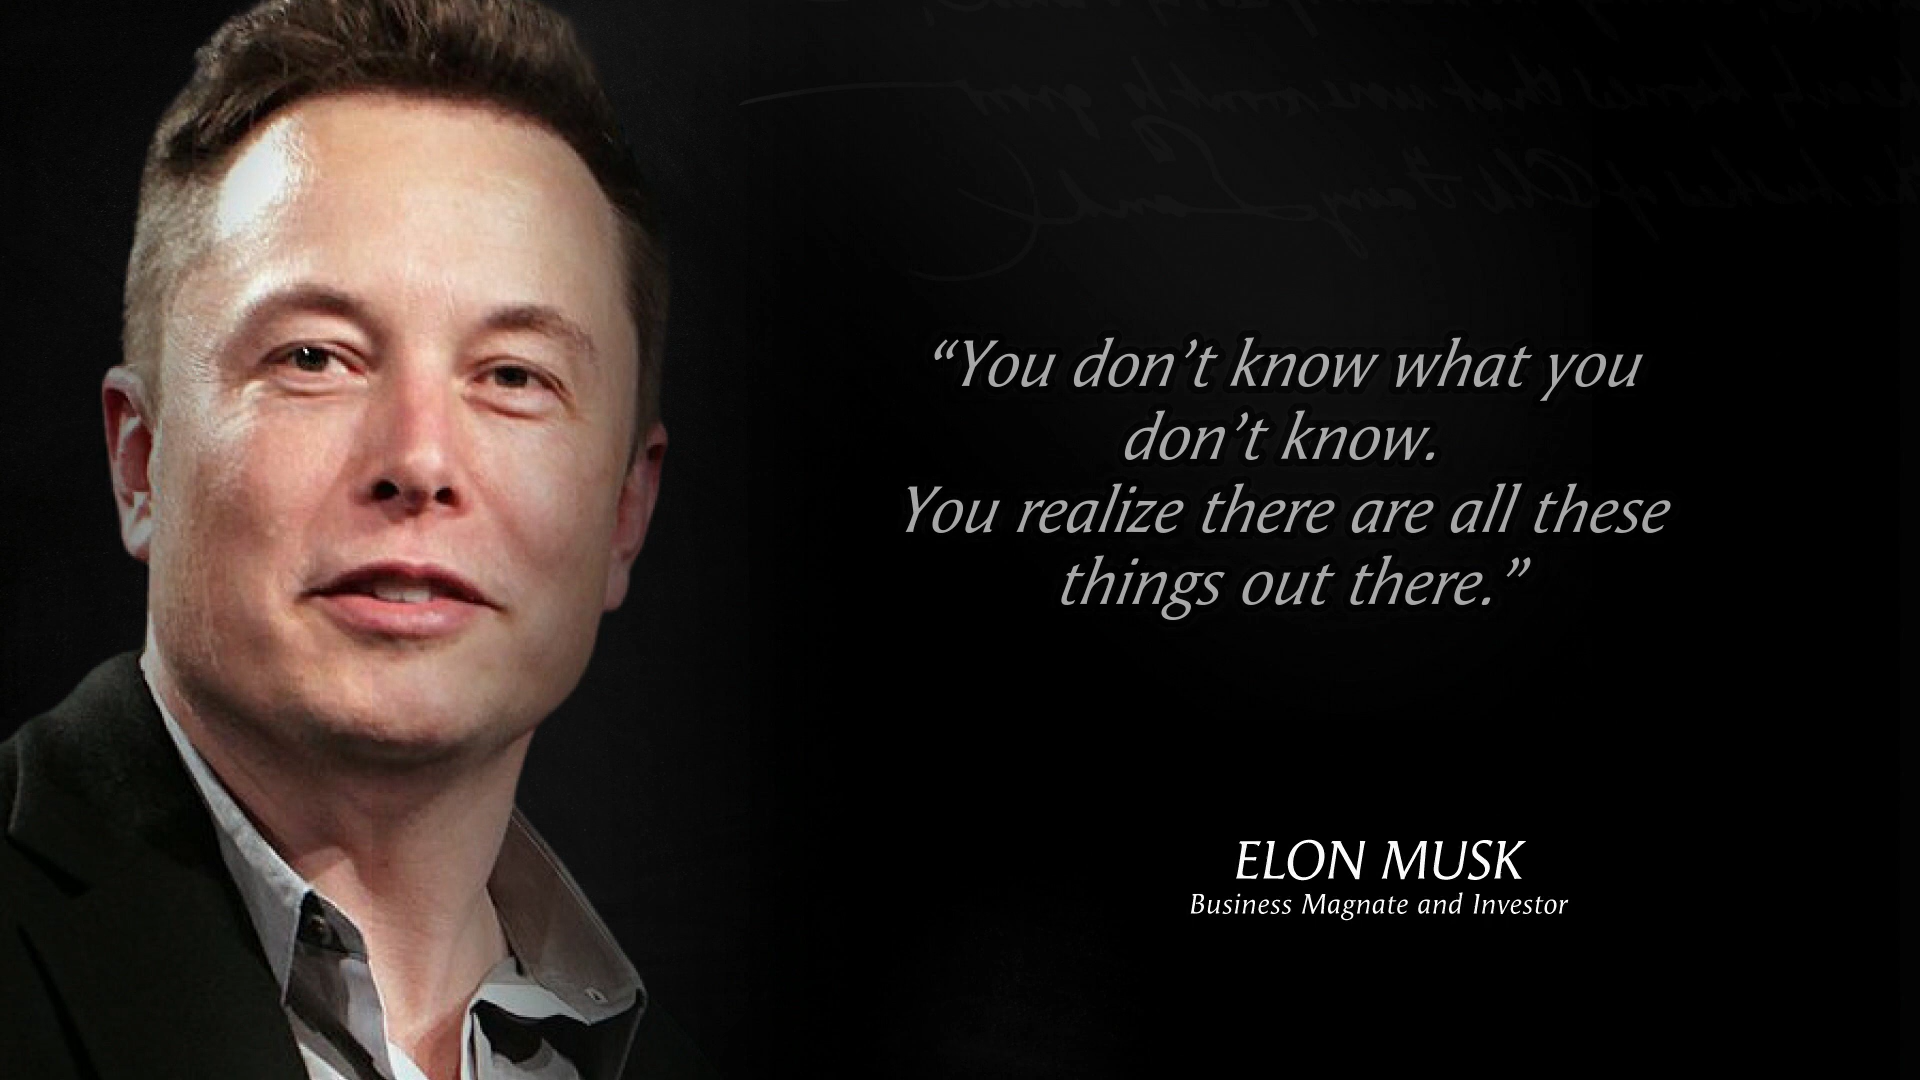 “You don’t know what you
don’t know.
You realize there are all these
things out there.”
ELON MUSK
Business Magnate and Investor